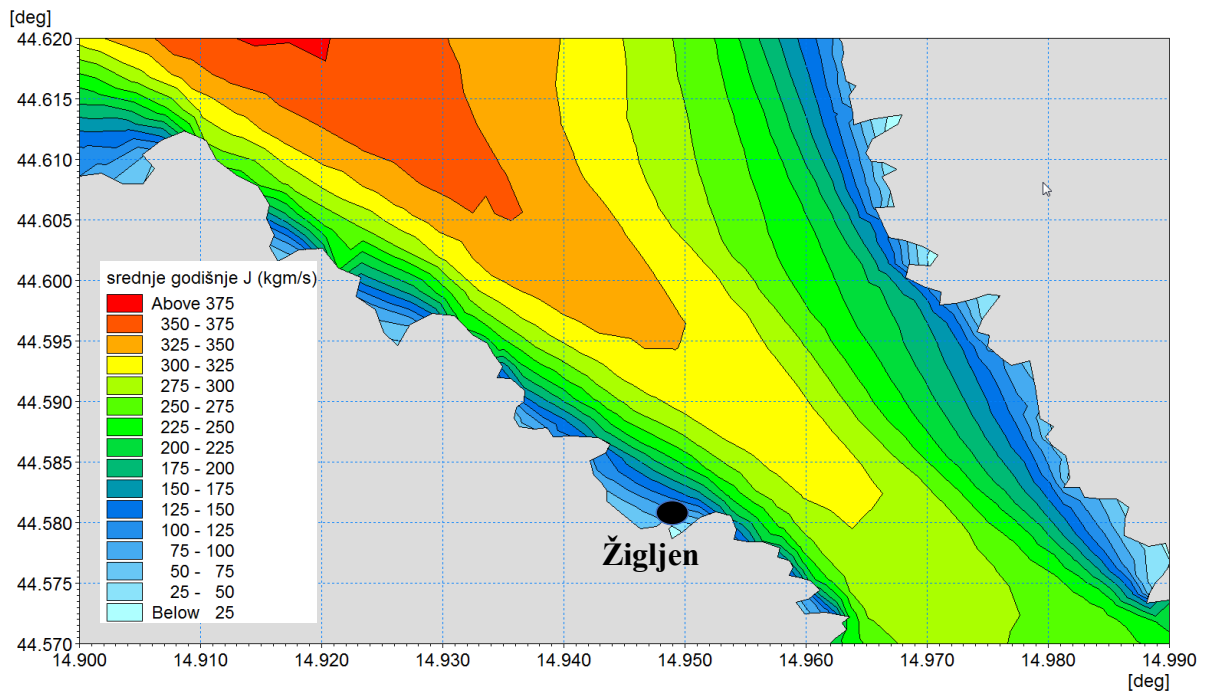 [deg]
44.620
44.615
44.610
44.605
44.600
44.595
44.590
44.585
44.580
44.575
44.570
srednje godišnje J (kgm/s)
Above 375
350 - 375
325 - 350
300 - 325
275 - 300
250 - 275
225 - 250
200 - 225
175 - 200
150 - 175
125 - 150
100 - 125
75 - 100
50 - 75
25 - 50
Below 25
Žigljen
14.900 14.910 14.920 14.930 14.940 14.950 14.960 14.970 14.980 14.990
[deg]